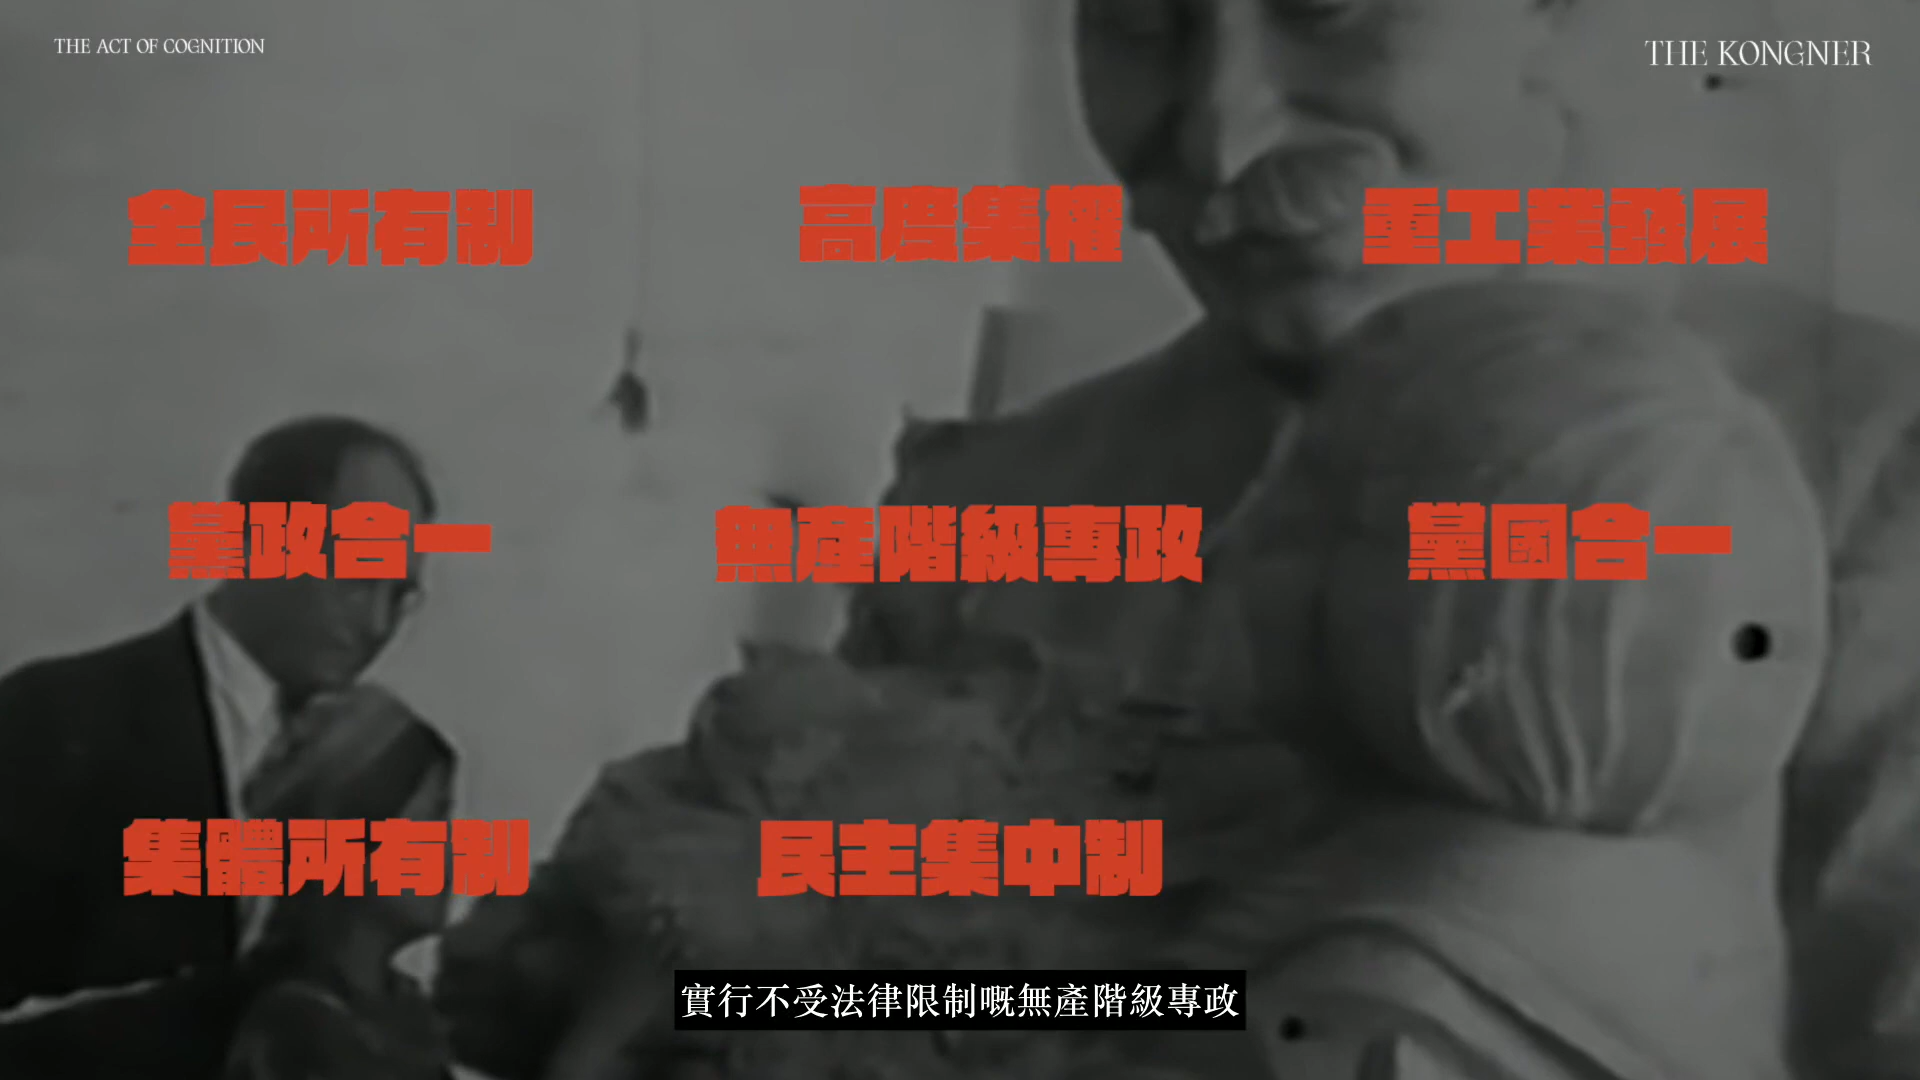 THE ACT OF COGNITION
THE KONGNER
全民所有制
高度集權
重工業發展
黨政合一
無產階級專政
黨國合一
集體所有制
民主集中制
實行不受法律限制嘅無產階級專政